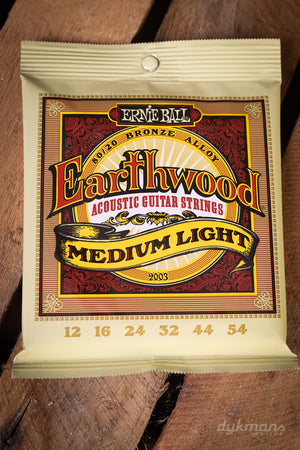 ERNIE BALL
80/20 BRONZE ALLOY
Earthwood
ACOUSTIC GUITAR STRINGS
MEDIUM LIGHT
2003
12 16 24 32 44 54
dykmans